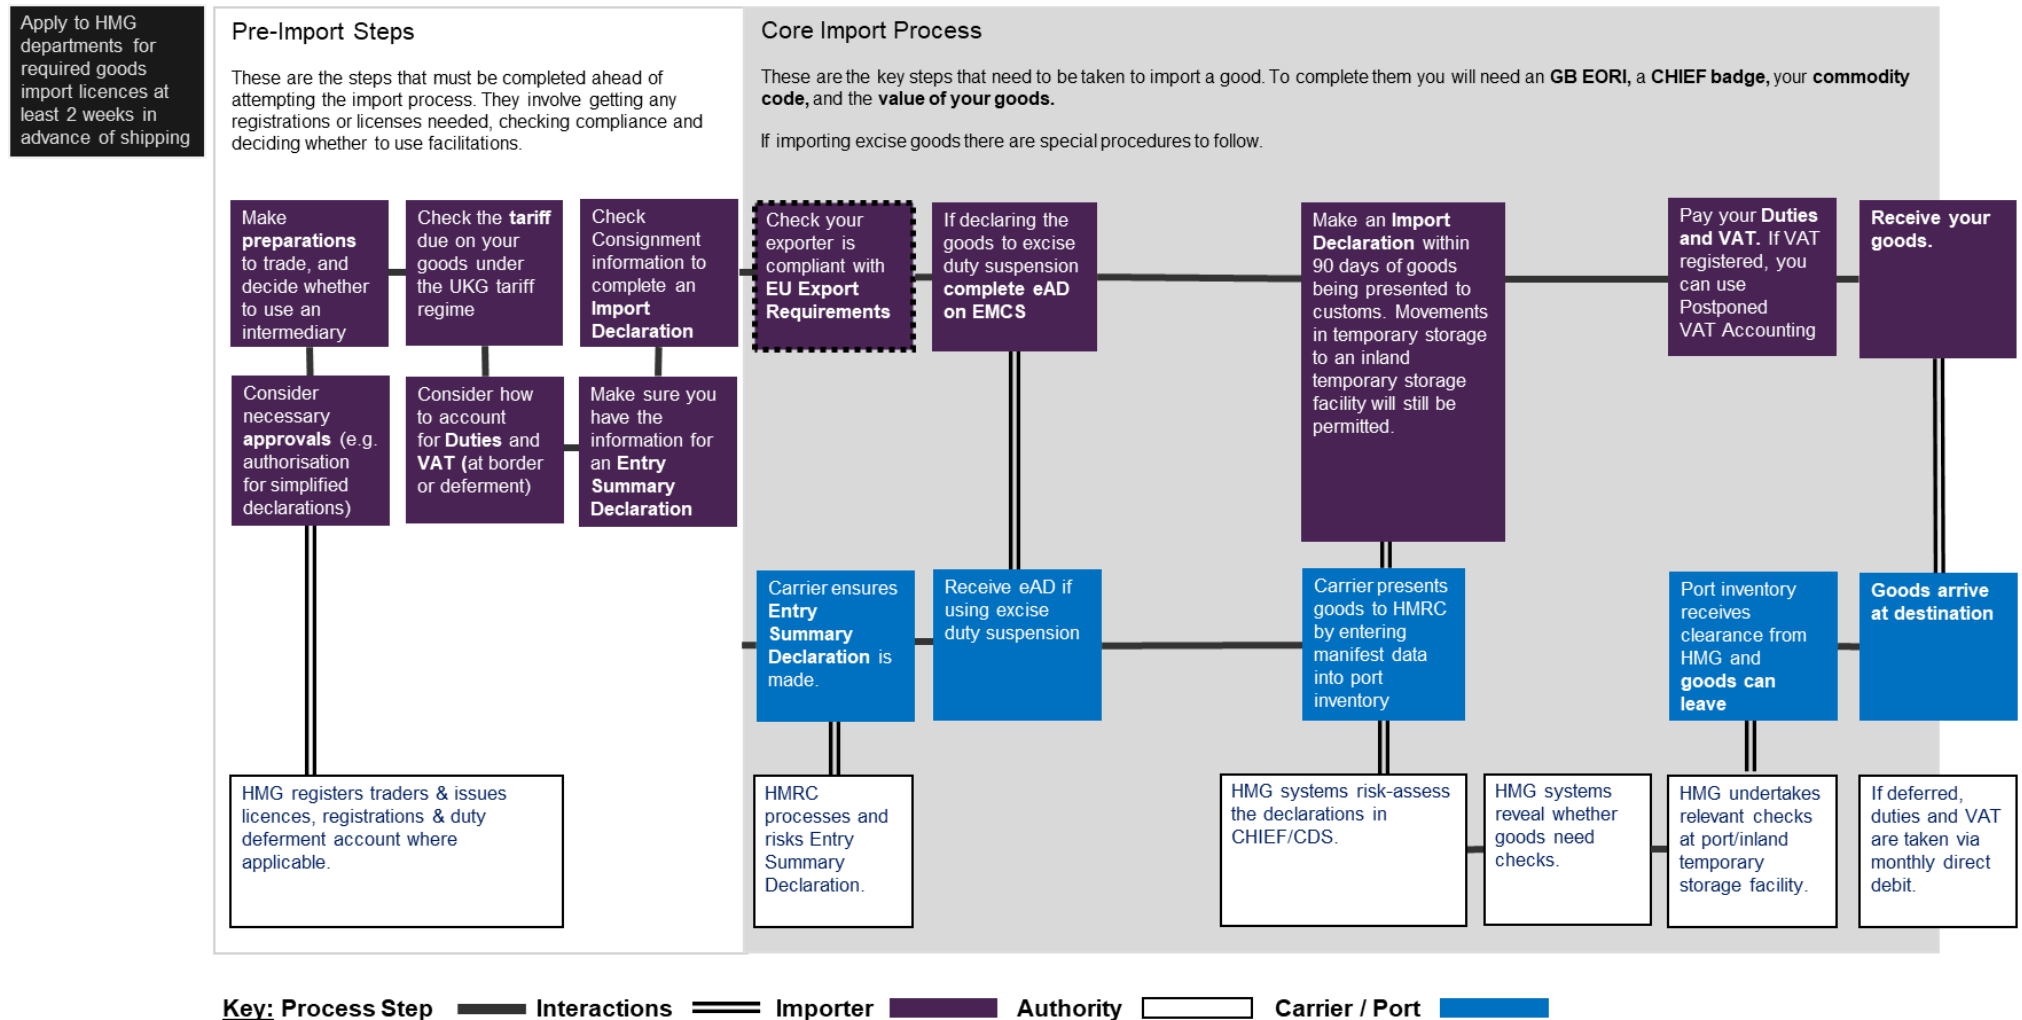 Apply to HMG
departments for
required goods
import licences at
least 2 weeks in
advance of shipping
Pre-Import Steps
These are the steps that must be completed ahead of
attempting the import process. They involve getting any
registrations or licenses needed, checking compliance and
deciding whether to use facilitations.
Core Import Process
These are the key steps that need to be taken to import a good. To complete them you will need an GB EORI, a CHIEF badge, your commodity
code, and the value of your goods.
If importing excise goods there are special procedures to follow.
Make
preparations
to trade, and
decide whether
to use an
intermediary
Check the tariff
due on your
goods under
the UKG tariff
regime
Check
Consignment
information to
complete an
Import
Declaration
Check your
exporter is
compliant with
EU Export
Requirements
If declaring the
goods to excise
duty suspension
complete eAD
on EMCS
Make an Import
Declaration within
90 days of goods
being presented to
customs. Movements
in temporary storage
to an inland
temporary storage
facility will still be
permitted.
Pay your Duties
and VAT. If VAT
registered, you
can use
Postponed
VAT Accounting
Receive your
goods.
Consider
necessary
approvals (e.g.
authorisation
for simplified
declarations)
Consider how
to account
for Duties and
VAT (at border
or deferment)
Make sure you
have the
information for
an Entry
Summary
Declaration
Carrier ensures
Entry
Summary
Declaration is
made.
Receive eAD if
using excise
duty suspension
Carrier presents
goods to HMRC
by entering
manifest data
into port
inventory
Port inventory
receives
clearance from
HMG and
goods can
leave
Goods arrive
at destination
HMG registers traders & issues
licences, registrations & duty
deferment account where
applicable.
HMRC
processes and
risks Entry
Summary
Declaration.
HMG systems risk-assess
the declarations in
CHIEF/CDS.
HMG systems
reveal whether
goods need
checks.
HMG undertakes
relevant checks
at port/inland
temporary
storage facility.
If deferred,
duties and VAT
are taken via
monthly direct
debit.
Key: Process Step Interactions Importer Authority Carrier / Port